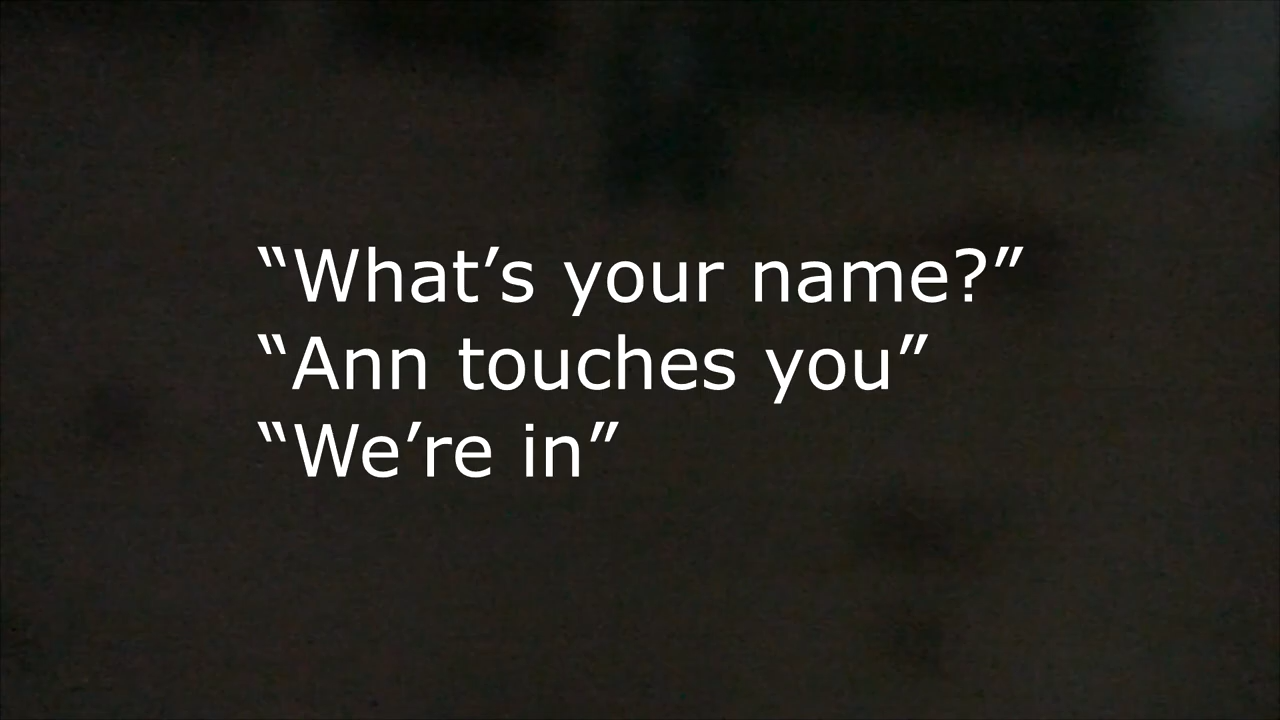 “What’s your name?”
“Ann touches you”
“We’re in”